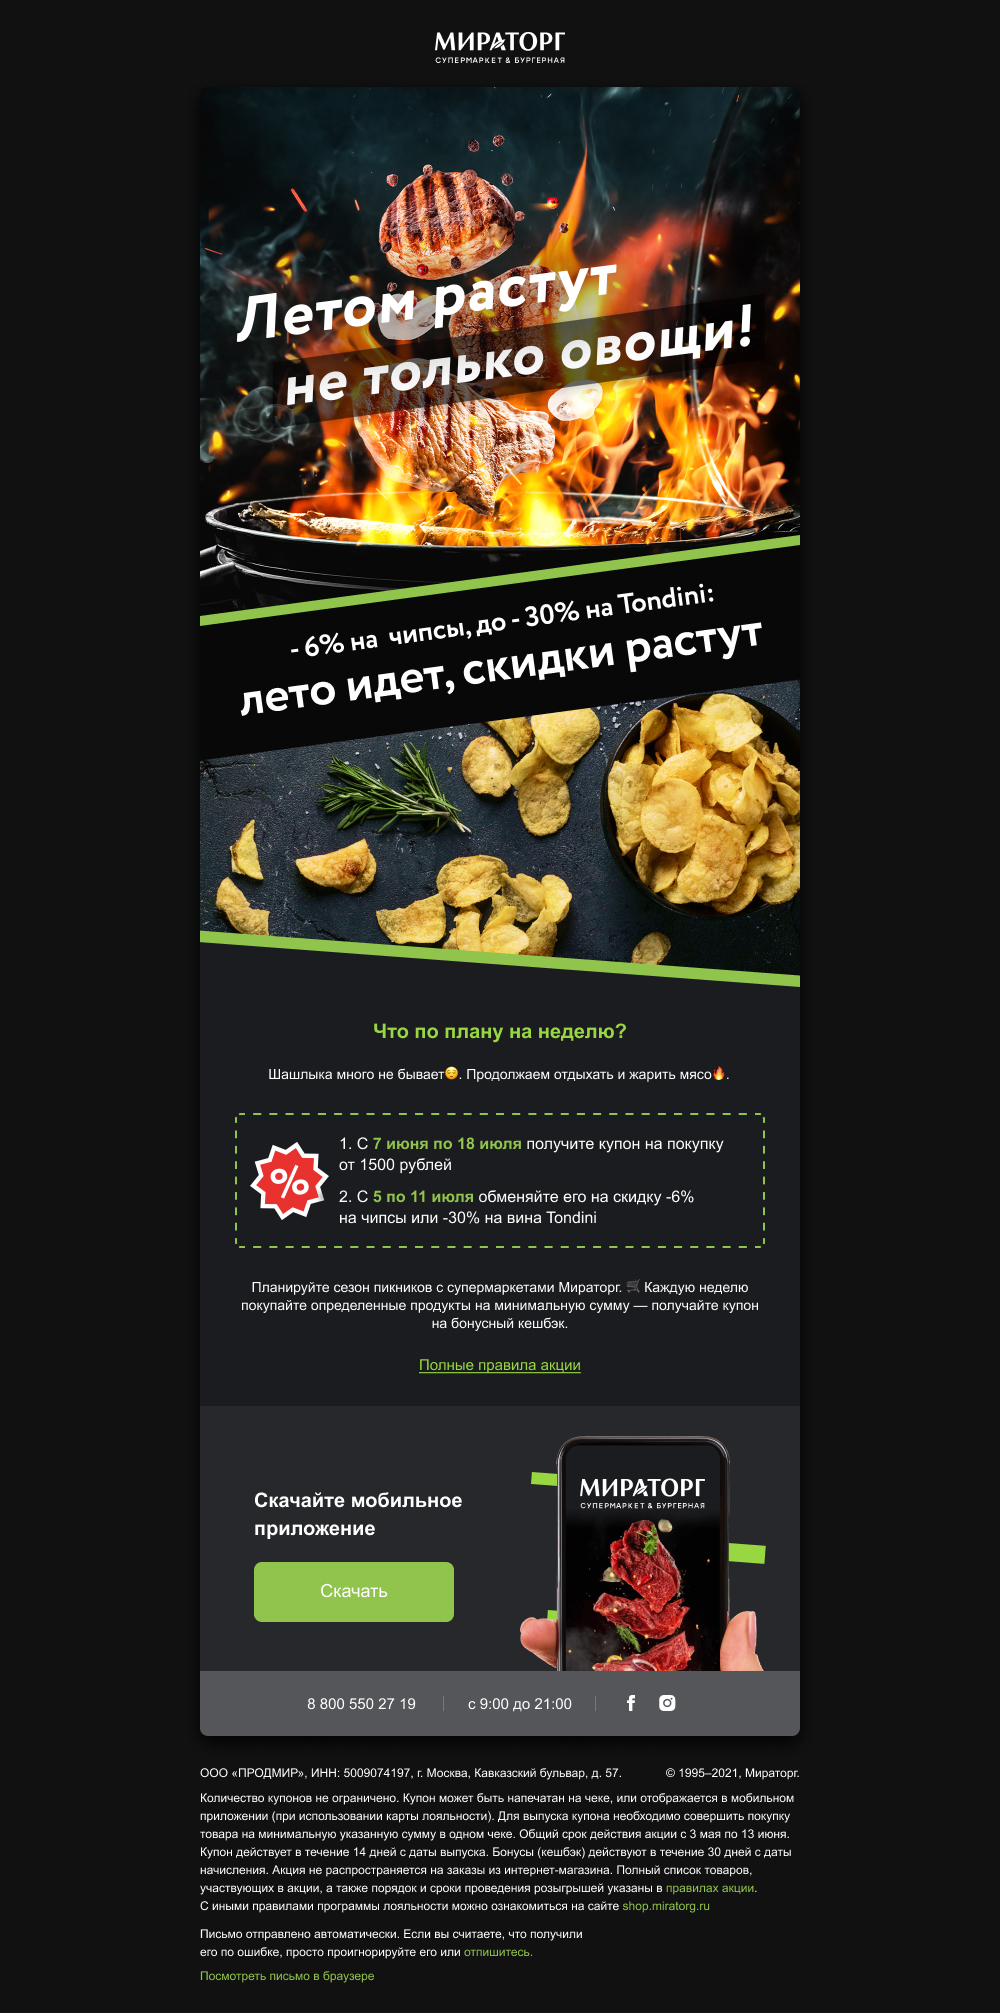 МИРАТОРГ
СУПЕРМАРКЕТ & БУРГЕРНАЯ
Летом растут
не только овощи!
- 6% на чипсы, до - 30% на Tondini:
лето идет, скидки растут
Что по плану на неделю?
Шашлыка много не бывает😌. Продолжаем отдыхать и жарить мясо🔥.
%
1. С 7 июня по 18 июля получите купон на покупку
от 1500 рублей
2. С 5 по 11 июля обменяйте его на скидку -6%
на чипсы или -30% на вина Tondini
Планируйте сезон пикников с супермаркетами Мираторг. 🛒 Каждую неделю
покупайте определенные продукты на минимальную сумму — получайте купон
на бонусный кешбэк.
Полные правила акции
Скачайте мобильное
приложение
Скачать
МИРАТОРГ
СУПЕРМАРКЕТ & БУРГЕРНАЯ
8 800 550 27 19 с 9:00 до 21:00
ООО «ПРОДМИР», ИНН: 5009074197, г. Москва, Кавказский бульвар, д. 57. © 1995–2021, Мираторг.
Количество купонов не ограничено. Купон может быть напечатан на чеке, или отображается в мобильном
приложении (при использовании карты лояльности). Для выпуска купона необходимо совершить покупку
товара на минимальную указанную сумму в одном чеке. Общий срок действия акции с 3 мая по 13 июня.
Купон действует в течение 14 дней с даты выпуска. Бонусы (кешбэк) действуют в течение 30 дней с даты
начисления. Акция не распространяется на заказы из интернет-магазина. Полный список товаров,
участвующих в акции, а также порядок и сроки проведения розыгрышей указаны в правилах акции.
С иными правилами программы лояльности можно ознакомиться на сайте shop.miratorg.ru
Письмо отправлено автоматически. Если вы считаете, что получили
его по ошибке, просто проигнорируйте его или отпишитесь.
Посмотреть письмо в браузере